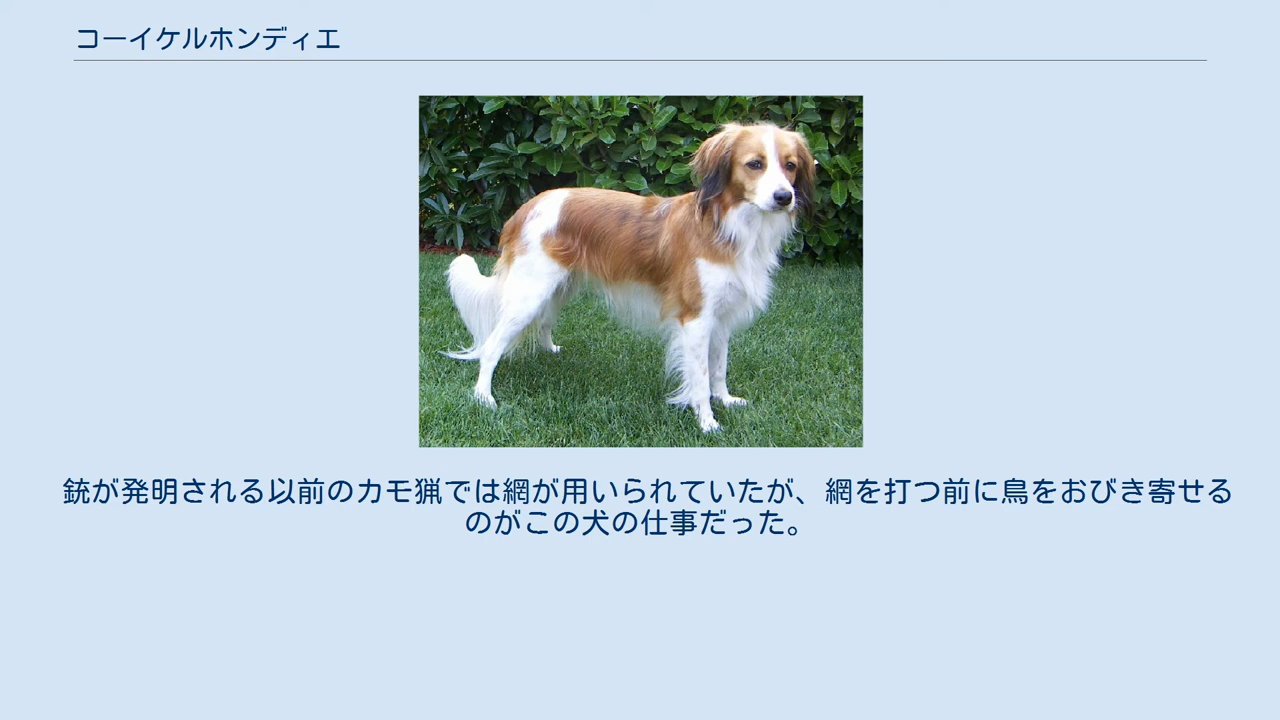 コーイケルホンディエ
銃が発明される以前のカモ猟では網が用いられていたが、網を打つ前に鳥をおびき寄せる
のがこの犬の仕事だった。